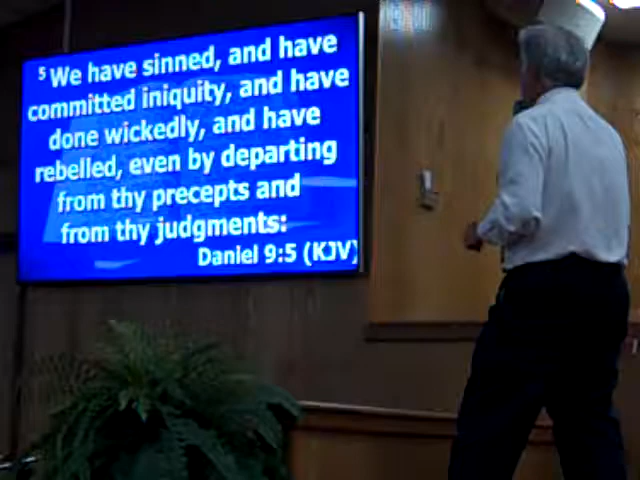 5 We have sinned, and have
committed iniquity, and have
done wickedly, and have
rebelled, even by departing
from thy precepts and
from thy judgments:
Daniel 9:5 (KJV)